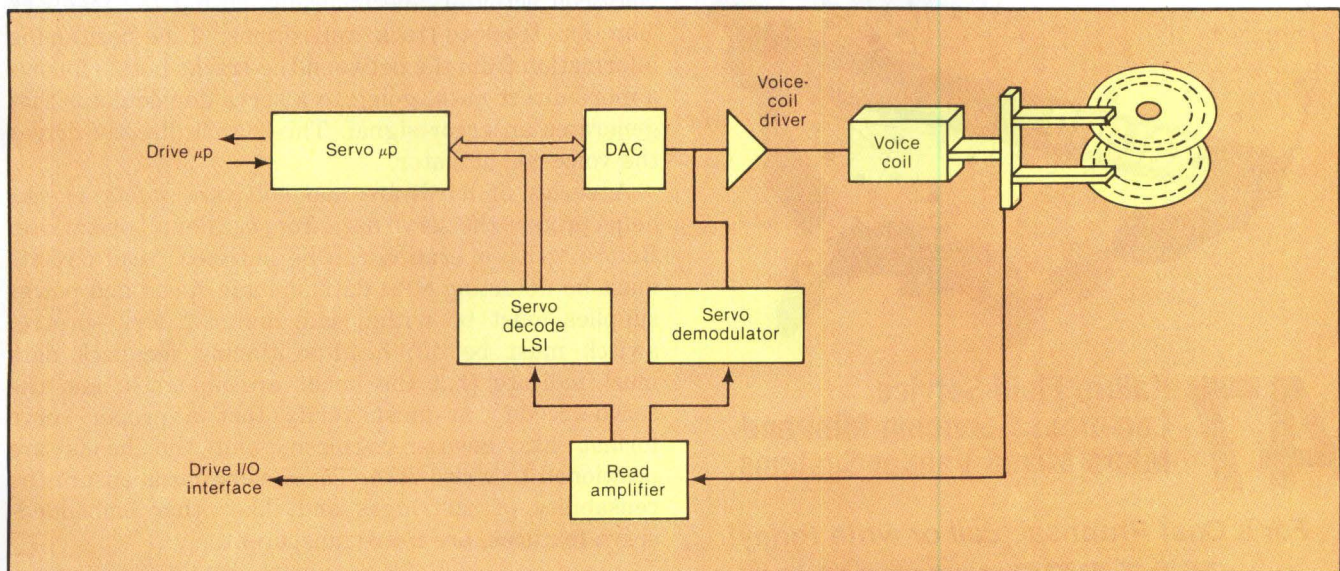 Drive μp
Servo μp
DAC
Voice-
coil
driver
Voice
coil
Servo
decode
LSI
Servo
demodulator
Drive I/O
interface
Read
amplifier